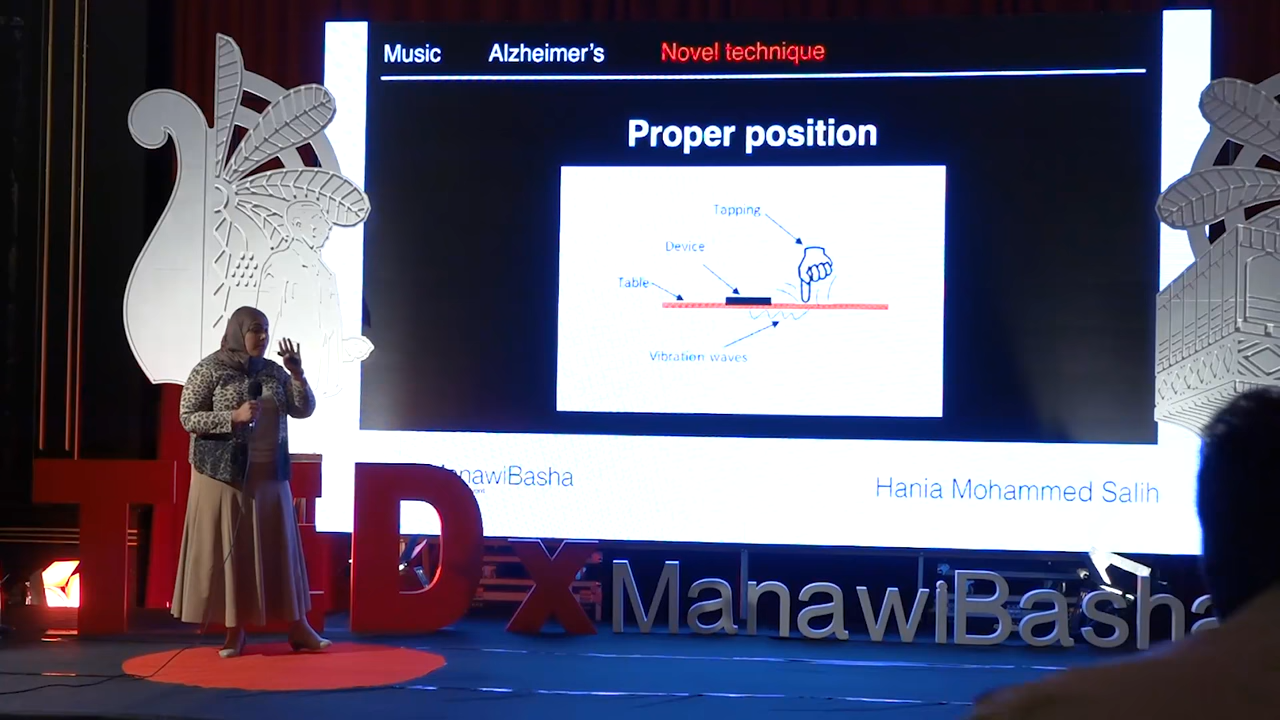 Music Alzheimer's Novel technique
Proper position
Tapping
Device
Table
Vibration waves
ManawiBasha
Hania Mohammed Salih
TEDx ManawiBasha